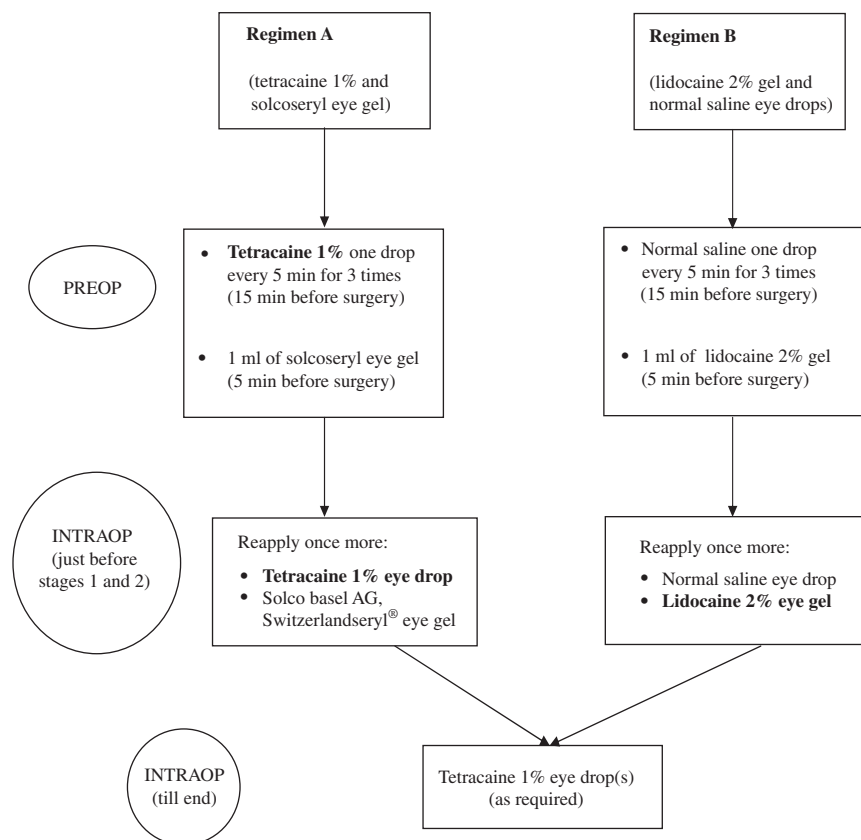 Regimen A
(tetracaine 1% and
solcoseryl eye gel)
Regimen B
(lidocaine 2% gel and
normal saline eye drops)
PREOP
• Tetracaine 1% one drop
every 5 min for 3 times
(15 min before surgery)
• 1 ml of solcoseryl eye gel
(5 min before surgery)
• Normal saline one drop
every 5 min for 3 times
(15 min before surgery)
• 1 ml of lidocaine 2% gel
(5 min before surgery)
INTRAOP
(just before
stages 1 and 2)
Reapply once more:
• Tetracaine 1% eye drop
• Solco basel AG,
Switzerlandseryl® eye gel
Reapply once more:
• Normal saline eye drop
• Lidocaine 2% eye gel
INTRAOP
(till end)
Tetracaine 1% eye drop(s)
(as required)